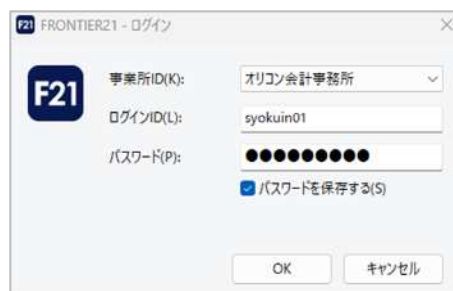 F21 FRONTIER21 - ログイン
F21
事業所ID(K): オリコン会計事務所
ログインID(L): syokuin01
パスワード(P): ●●●●●●●●●
パスワードを保存する(S)
OK キャンセル